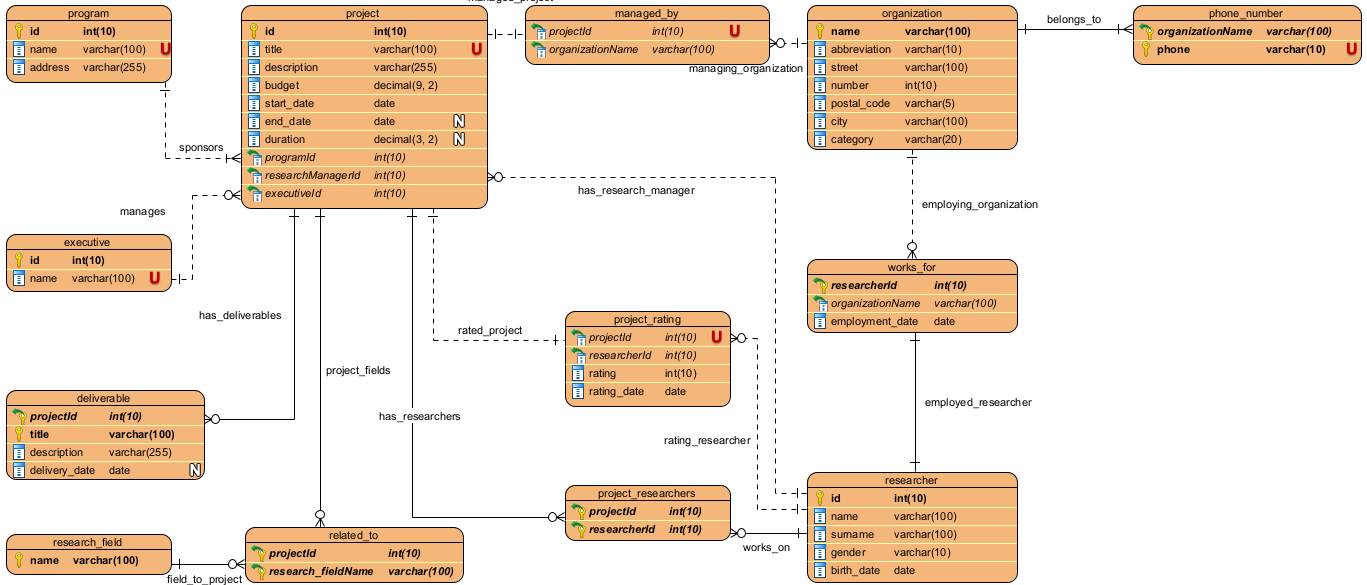 managed_project
program
id int(10)
name varchar(100) U
address varchar(255)
project
id int(10)
title varchar(100) U
description varchar(255)
budget decimal(9, 2)
start_date date
end_date date N
duration decimal(3, 2) N
programId int(10)
researchManagerId int(10)
executiveId int(10)
managed_by
projectId int(10) U
organizationName varchar(100)
managing_organization
organization
name varchar(100)
abbreviation varchar(10)
street varchar(100)
number int(10)
postal_code varchar(5)
city varchar(100)
category varchar(20)
belongs_to
phone_number
organizationName varchar(100)
phone varchar(10) U
sponsors
has_research_manager
manages
employing_organization
executive
id int(10)
name varchar(100) U
works_for
researcherId int(10)
organizationName varchar(100)
employment_date date
has_deliverables
rated_project
project_rating
projectId int(10) U
researcherId int(10)
rating int(10)
rating_date date
project_fields
has_researchers
employed_researcher
deliverable
projectId int(10)
title varchar(100)
description varchar(255)
delivery_date date N
rating_researcher
researcher
id int(10)
name varchar(100)
surname varchar(100)
gender varchar(10)
birth_date date
project_researchers
projectId int(10)
researcherId int(10)
works_on
research_field
name varchar(100)
field_to_project
related_to
projectId int(10)
research_fieldName varchar(100)